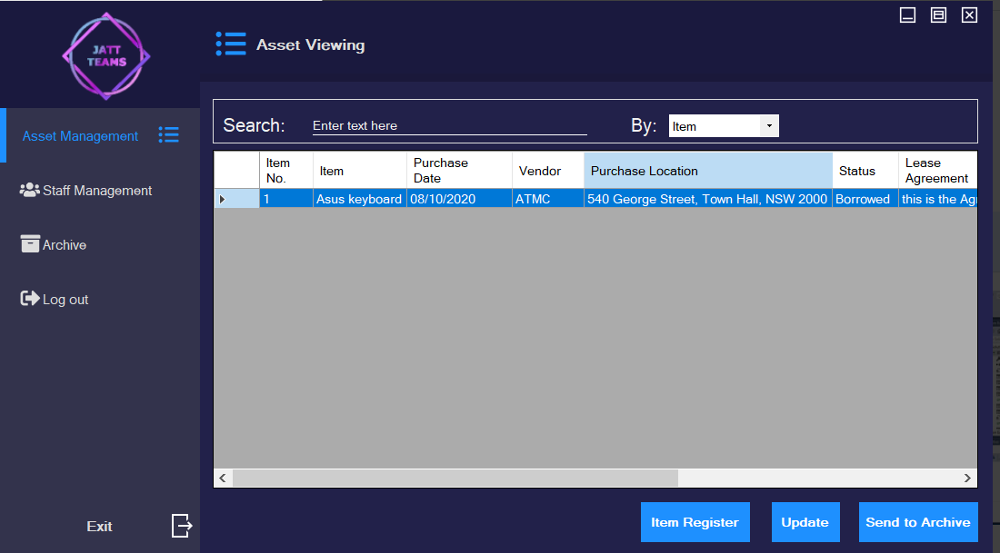 JATT
TEAMS
Asset Viewing
Asset Management
Staff Management
Archive
Log out
Exit
Search: Enter text here By: Item
Item No. Item Purchase Date Vendor Purchase Location Status Lease Agreement
1 Asus keyboard 08/10/2020 ATMC 540 George Street, Town Hall, NSW 2000 Borrowed this is the Ag
Item Register Update Send to Archive